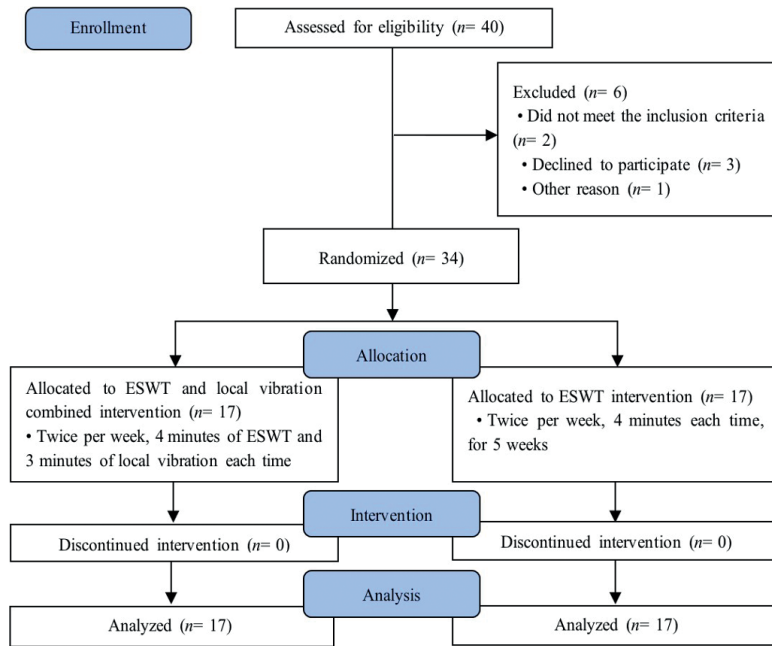 Enrollment
Assessed for eligibility (n= 40)
Excluded (n= 6)
• Did not meet the inclusion criteria
(n= 2)
• Declined to participate (n= 3)
• Other reason (n= 1)
Randomized (n= 34)
Allocation
Allocated to ESWT and local vibration
combined intervention (n= 17)
• Twice per week, 4 minutes of ESWT and
3 minutes of local vibration each time
Allocated to ESWT intervention (n= 17)
• Twice per week, 4 minutes each time,
for 5 weeks
Intervention
Discontinued intervention (n= 0)
Discontinued intervention (n= 0)
Analysis
Analyzed (n= 17)
Analyzed (n= 17)